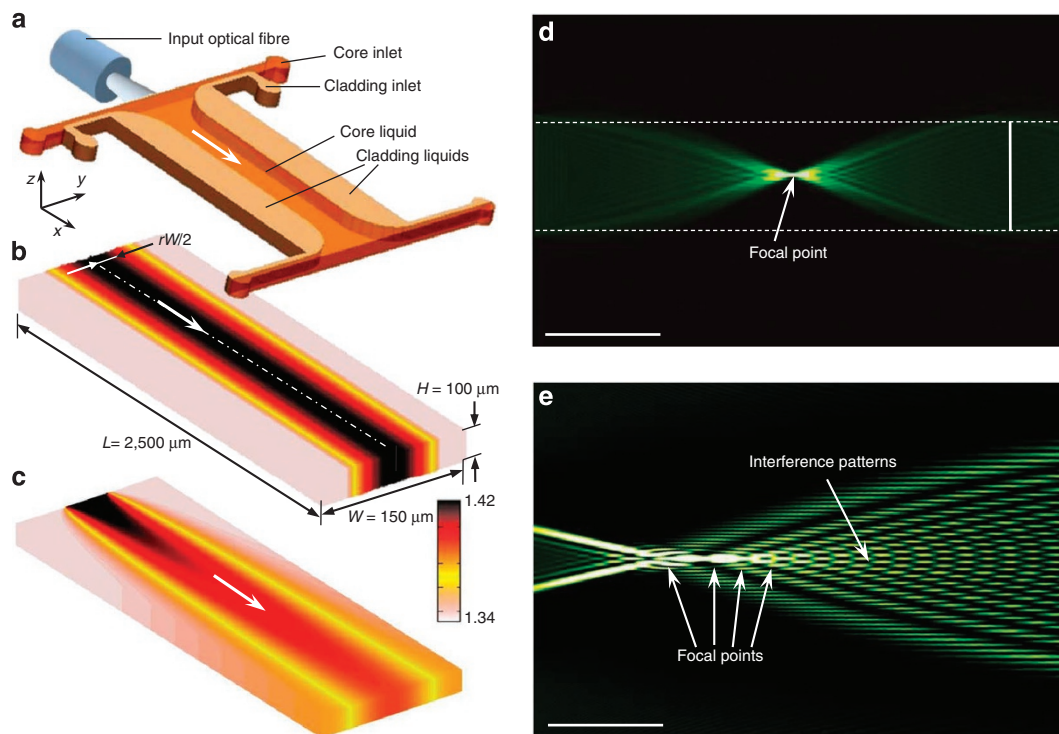 a
Input optical fibre
Core inlet
Cladding inlet
Core liquid
Cladding liquids
z
y
x
b
rW/2
H = 100 μm
L= 2,500 μm
W = 150 μm
c
1.42
1.34
d
Focal point
e
Interference patterns
Focal points